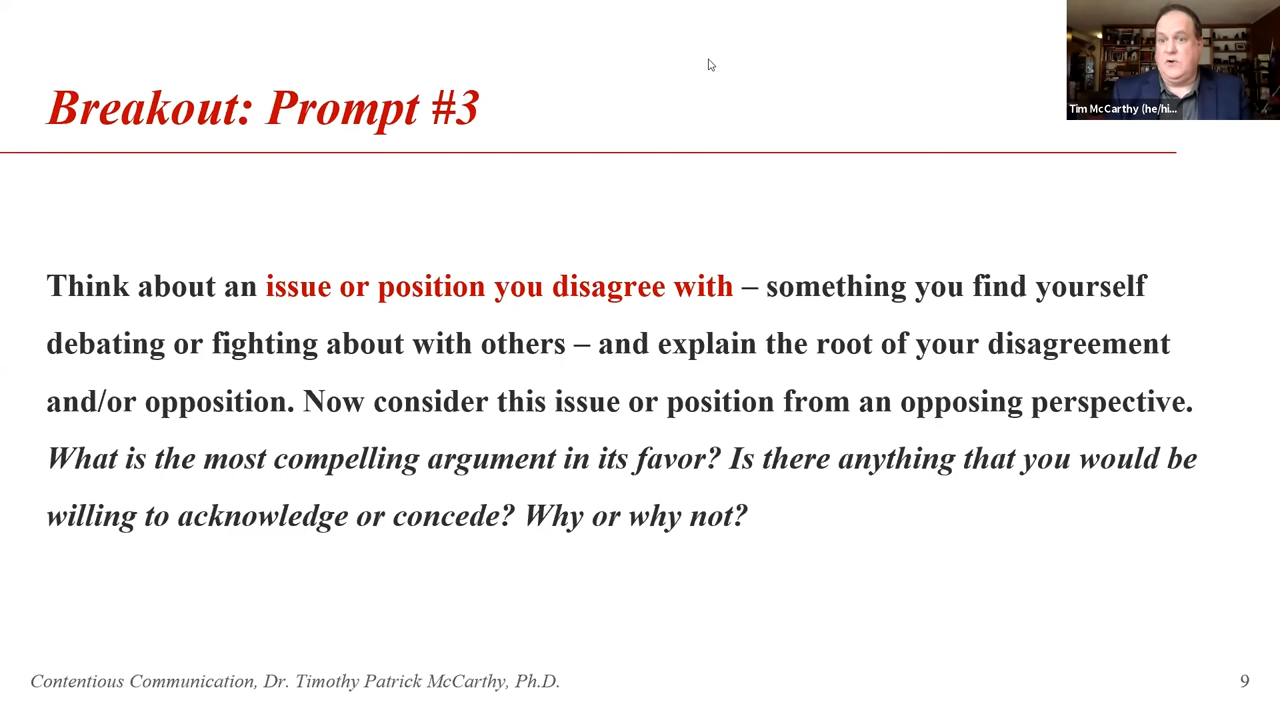 Breakout: Prompt #3
Tim McCarthy (he/hi...
Think about an issue or position you disagree with – something you find yourself
debating or fighting about with others – and explain the root of your disagreement
and/or opposition. Now consider this issue or position from an opposing perspective.
What is the most compelling argument in its favor? Is there anything that you would be
willing to acknowledge or concede? Why or why not?
Contentious Communication, Dr. Timothy Patrick McCarthy, Ph.D.
9